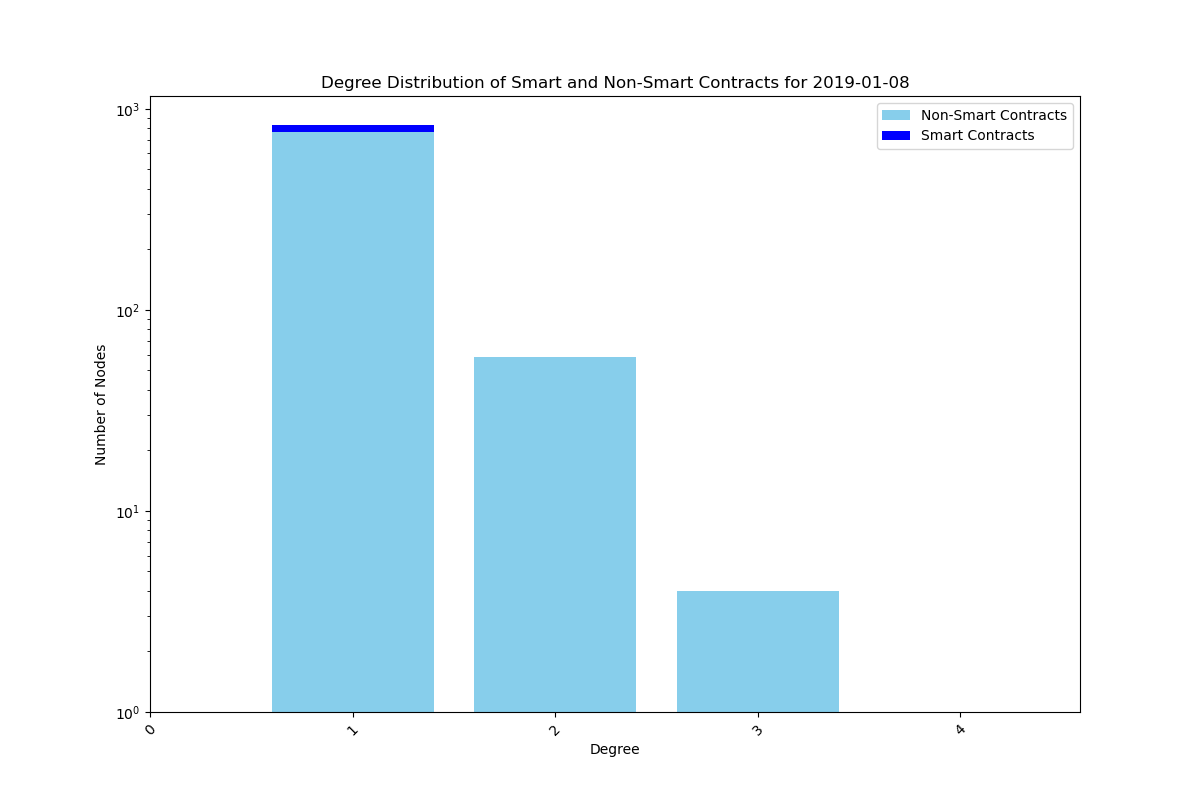 Degree Distribution of Smart and Non-Smart Contracts for 2019-01-08
Non-Smart Contracts
Smart Contracts
10³
10²
10¹
10⁰
Number of Nodes
0 1 2 3 4
Degree